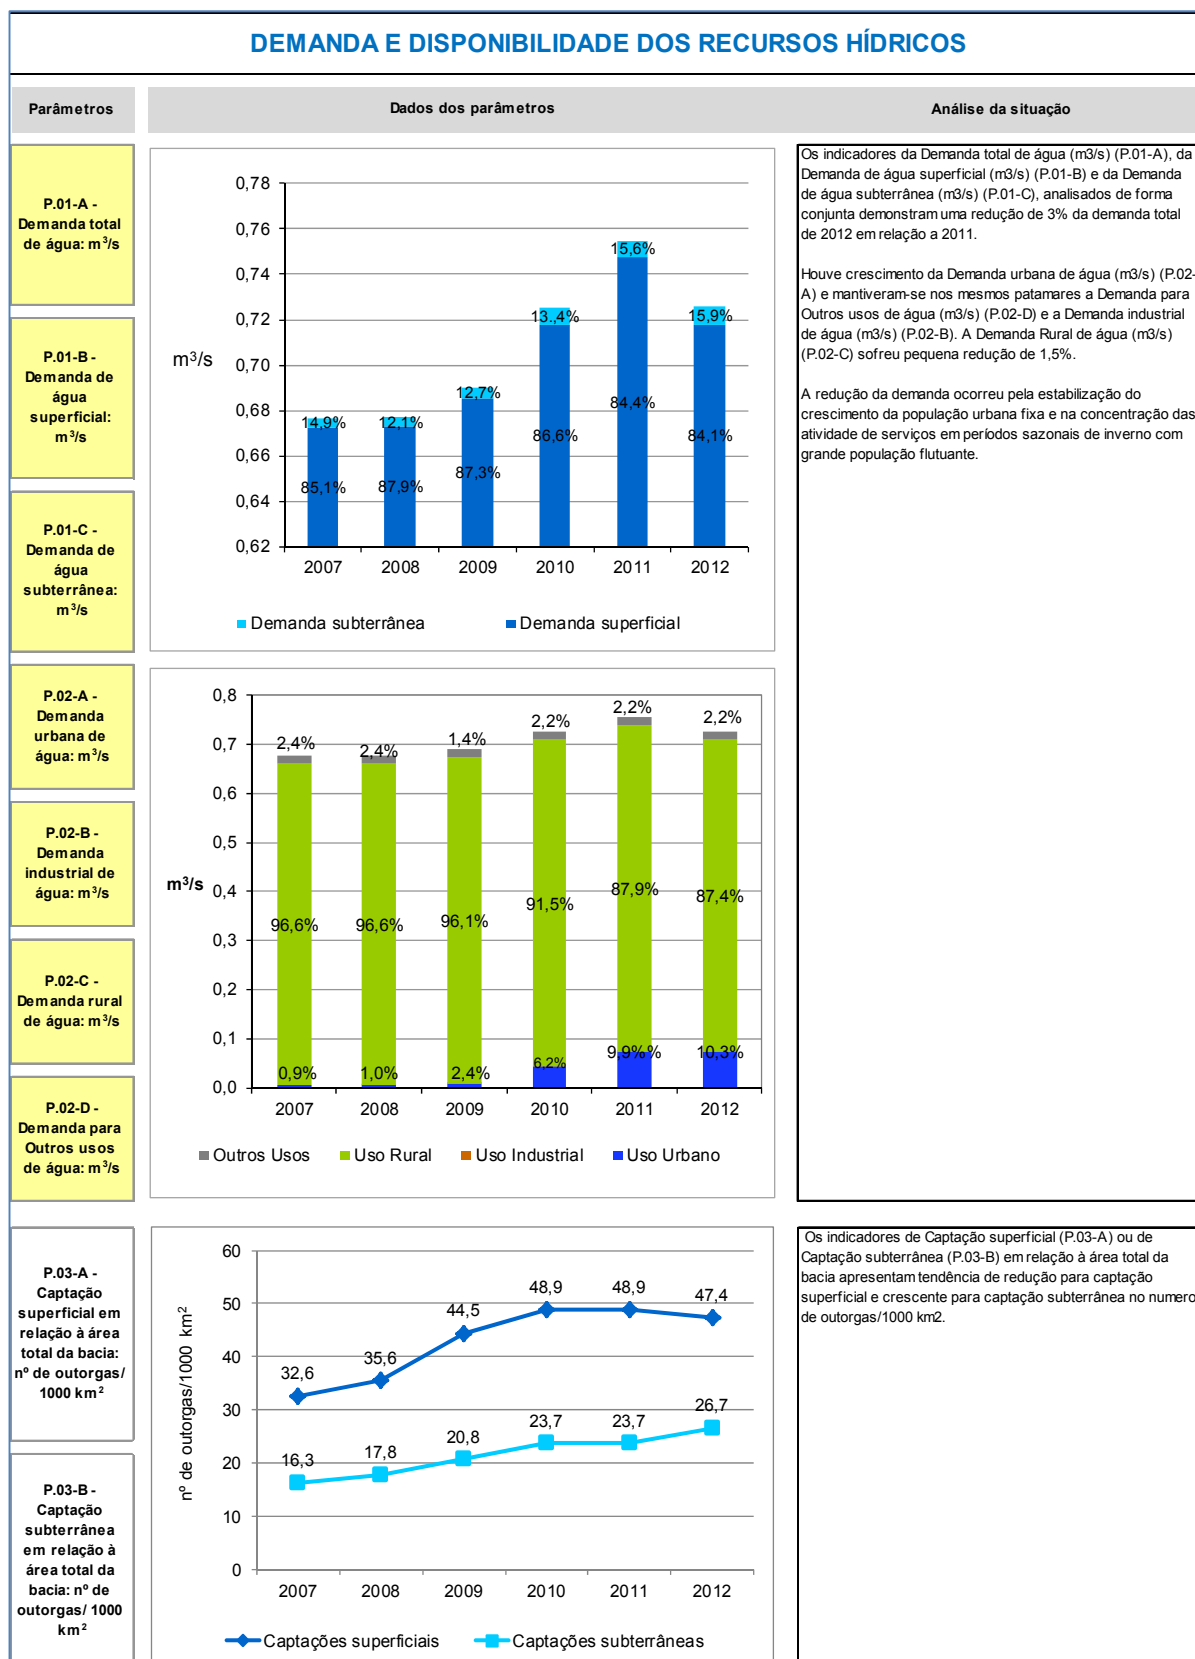 DEMANDA E DISPONIBILIDADE DOS RECURSOS HÍDRICOS
Parâmetros
Dados dos parâmetros
Análise da situação
P.01-A -
Demanda total
de água: m³/s
P.01-B -
Demanda de
água
superficial:
m³/s
P.01-C -
Demanda de
água
subterrânea:
m³/s
0,78
0,76
0,74
0,72
0,70
0,68
0,66
0,64
0,62
m³/s
14,9%
12,1%
12,7%
13.,4%
15,6%
15,9%
85,1%
87,9%
87,3%
86,6%
84,4%
84,1%
2007
2008
2009
2010
2011
2012
Demanda subterrânea
Demanda superficial
Os indicadores da Demanda total de água (m3/s) (P.01-A), da
Demanda de água superficial (m3/s) (P.01-B) e da Demanda
de água subterrânea (m3/s) (P.01-C), analisados de forma
conjunta demonstram uma redução de 3% da demanda total
de 2012 em relação a 2011.
Houve crescimento da Demanda urbana de água (m3/s) (P.02-
A) e mantiveram-se nos mesmos patamares a Demanda para
Outros usos de água (m3/s) (P.02-D) e a Demanda industrial
de água (m3/s) (P.02-B). A Demanda Rural de água (m3/s)
(P.02-C) sofreu pequena redução de 1,5%.
A redução da demanda ocorreu pela estabilização do
crescimento da população urbana fixa e na concentração das
atividade de serviços em períodos sazonais de inverno com
grande população flutuante.
P.02-A -
Demanda
urbana de
água: m³/s
P.02-B -
Demanda
industrial de
água: m³/s
P.02-C -
Demanda rural
de água: m³/s
P.02-D -
Demanda para
Outros usos
de água: m³/s
0,8
0,7
0,6
0,5
0,4
0,3
0,2
0,1
0,0
m³/s
2,4%
2,4%
1,4%
2,2%
2,2%
2,2%
96,6%
96,6%
96,1%
91,5%
87,9%
87,4%
0,9%
1,0%
2,4%
6,2%
9,9%%
10,3%
2007
2008
2009
2010
2011
2012
Outros Usos
Uso Rural
Uso Industrial
Uso Urbano
P.03-A -
Captação
superficial em
relação à área
total da bacia:
nº de outorgas/
1000 km²
P.03-B -
Captação
subterrânea
em relação à
área total da
bacia: nº de
outorgas/ 1000
km²
60
50
40
30
20
10
0
nº de outorgas/1000 km²
32,6
35,6
44,5
48,9
48,9
47,4
16,3
17,8
20,8
23,7
23,7
26,7
2007
2008
2009
2010
2011
2012
Captações superficiais
Captações subterrâneas
Os indicadores de Captação superficial (P.03-A) ou de
Captação subterrânea (P.03-B) em relação à área total da
bacia apresentam tendência de redução para captação
superficial e crescente para captação subterrânea no numero
de outorgas/1000 km2.